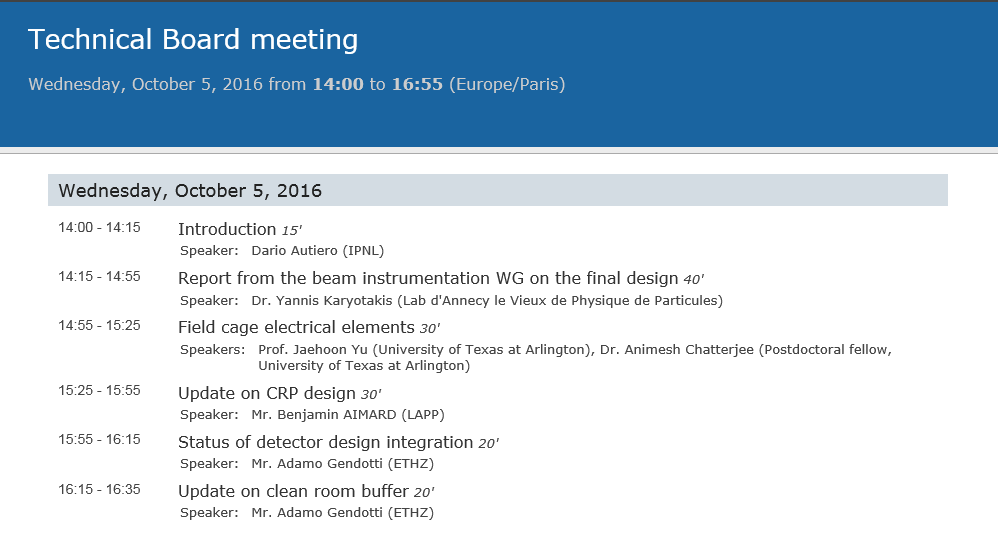 Technical Board meeting
Wednesday, October 5, 2016 from 14:00 to 16:55 (Europe/Paris)
Wednesday, October 5, 2016
14:00 - 14:15 Introduction 15'
Speaker: Dario Autiero (IPNL)
14:15 - 14:55 Report from the beam instrumentation WG on the final design 40'
Speaker: Dr. Yannis Karyotakis (Lab d'Annecy le Vieux de Physique de Particules)
14:55 - 15:25 Field cage electrical elements 30'
Speakers: Prof. Jaehoon Yu (University of Texas at Arlington), Dr. Animesh Chatterjee (Postdoctoral fellow,
University of Texas at Arlington)
15:25 - 15:55 Update on CRP design 30'
Speaker: Mr. Benjamin AIMARD (LAPP)
15:55 - 16:15 Status of detector design integration 20'
Speaker: Mr. Adamo Gendotti (ETHZ)
16:15 - 16:35 Update on clean room buffer 20'
Speaker: Mr. Adamo Gendotti (ETHZ)